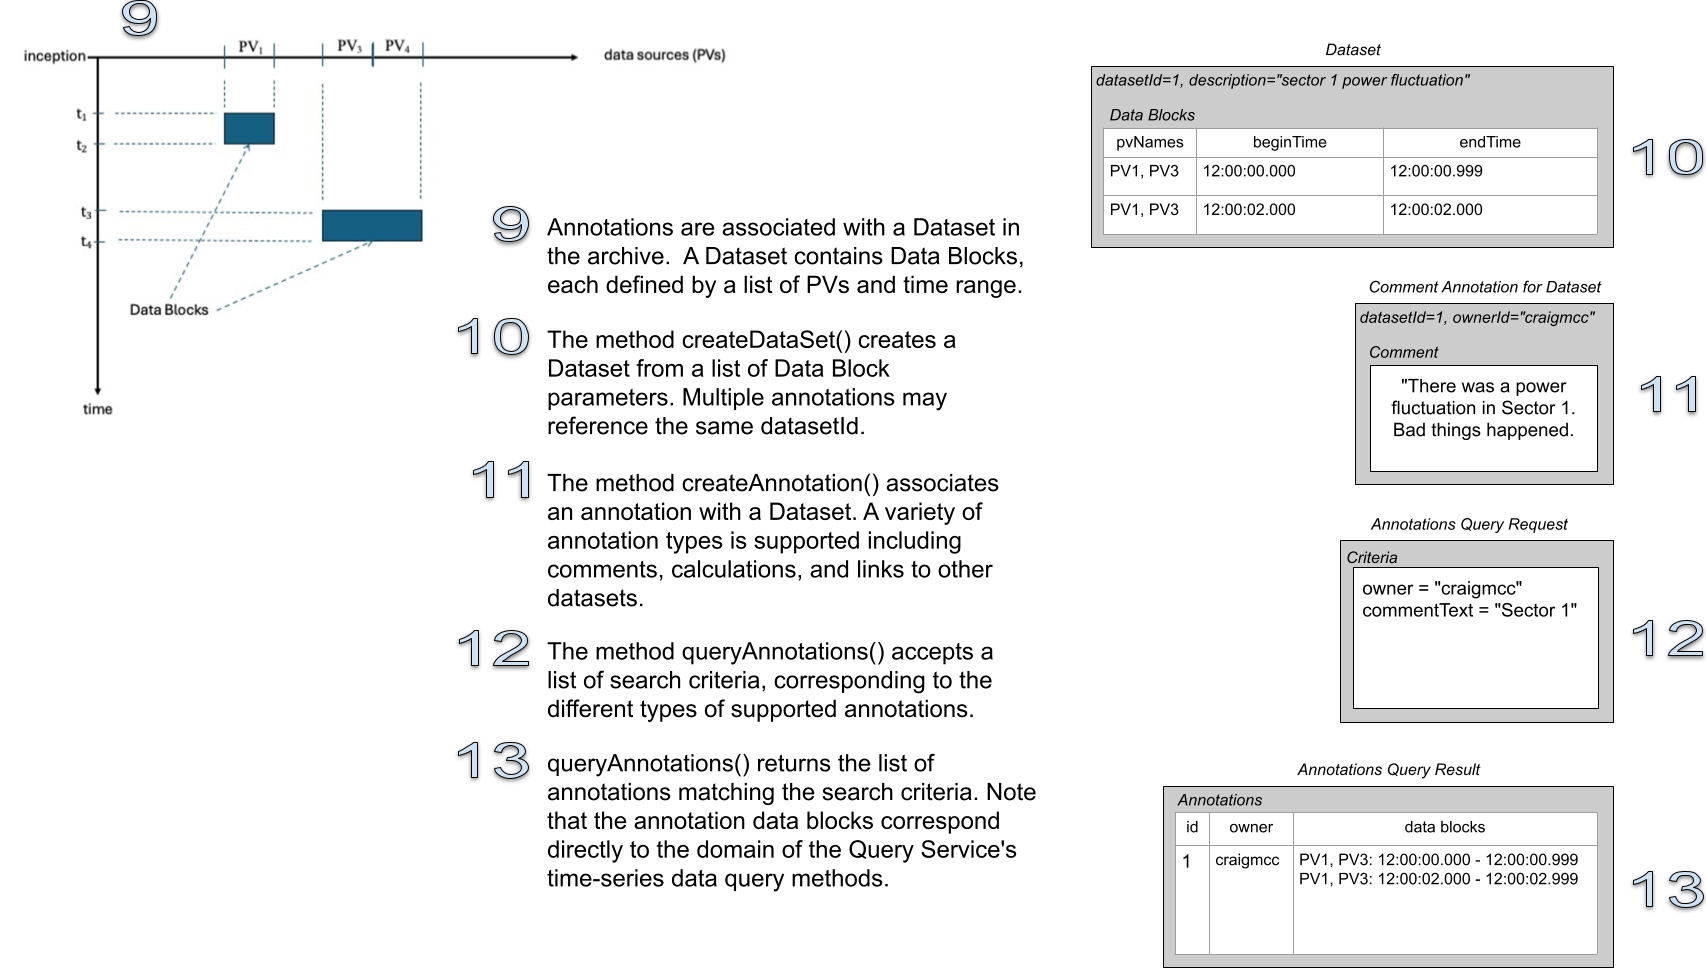 9
inception
PV1
PV3
PV4
data sources (PVs)
t1
t2
t3
t4
Data Blocks
time
9
Annotations are associated with a Dataset in
the archive.  A Dataset contains Data Blocks,
each defined by a list of PVs and time range.
10
The method createDataSet() creates a
Dataset from a list of Data Block
parameters. Multiple annotations may
reference the same datasetId.
11
The method createAnnotation() associates
an annotation with a Dataset. A variety of
annotation types is supported including
comments, calculations, and links to other
datasets.
12
The method queryAnnotations() accepts a
list of search criteria, corresponding to the
different types of supported annotations.
13
queryAnnotations() returns the list of
annotations matching the search criteria. Note
that the annotation data blocks correspond
directly to the domain of the Query Service's
time-series data query methods.
Dataset
datasetId=1, description="sector 1 power fluctuation"
Data Blocks
pvNames beginTime endTime
PV1, PV3 12:00:00.000 12:00:00.999
PV1, PV3 12:00:02.000 12:00:02.000
10
Comment Annotation for Dataset
datasetId=1, ownerId="craigmcc"
Comment
"There was a power
fluctuation in Sector 1.
Bad things happened.
11
Annotations Query Request
Criteria
owner = "craigmcc"
commentText = "Sector 1"
12
Annotations Query Result
Annotations
id owner data blocks
1 craigmcc PV1, PV3: 12:00:00.000 - 12:00:00.999
PV1, PV3: 12:00:02.000 - 12:00:02.999
13